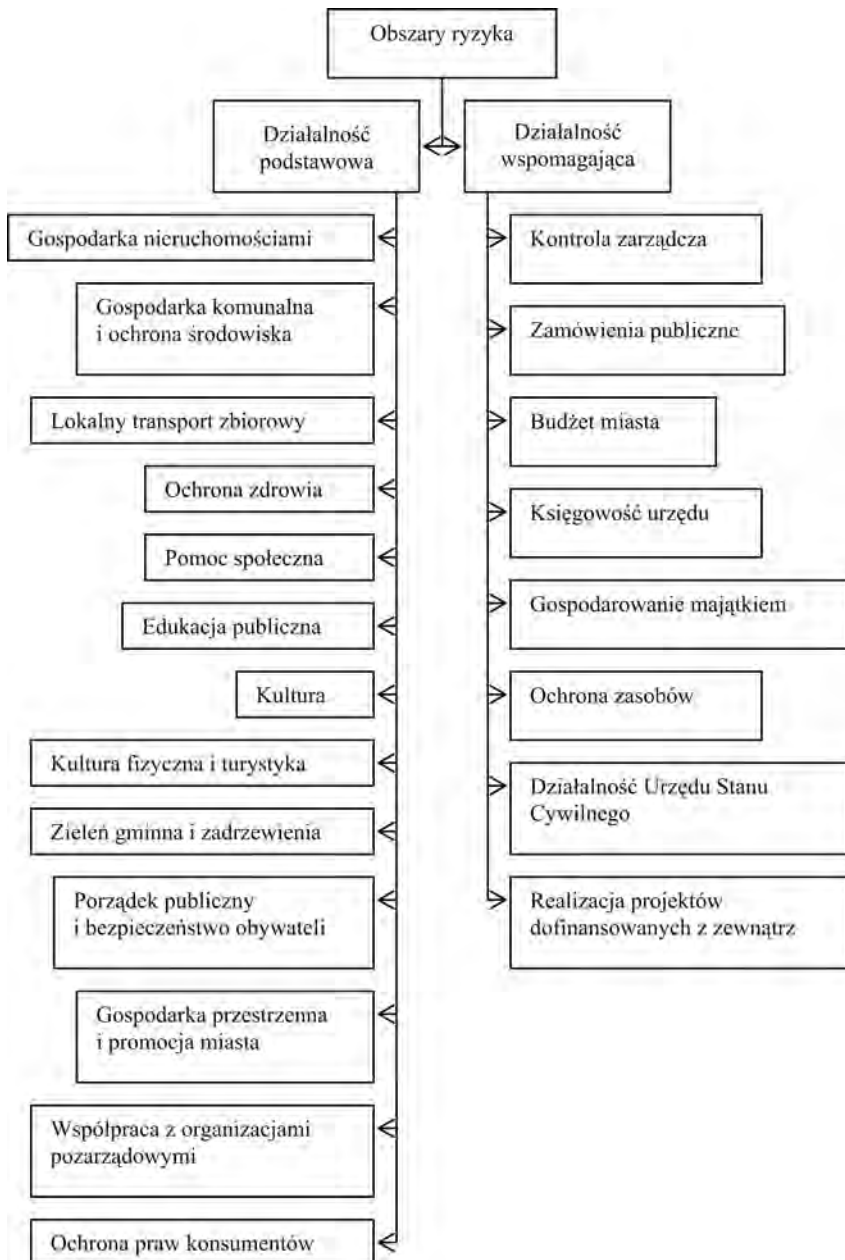 Obszary ryzyka
Działalność
podstawowa
Działalność
wspomagająca
Gospodarka nieruchomościami
Gospodarka komunalna
i ochrona środowiska
Lokalny transport zbiorowy
Ochrona zdrowia
Pomoc społeczna
Edukacja publiczna
Kultura
Kultura fizyczna i turystyka
Zieleń gminna i zadrzewienia
Porządek publiczny
i bezpieczeństwo obywateli
Gospodarka przestrzenna
i promocja miasta
Współpraca z organizacjami
pozarządowymi
Ochrona praw konsumentów
Kontrola zarządcza
Zamówienia publiczne
Budżet miasta
Księgowość urzędu
Gospodarowanie majątkiem
Ochrona zasobów
Działalność Urzędu Stanu
Cywilnego
Realizacja projektów
dofinansowanych z zewnątrz